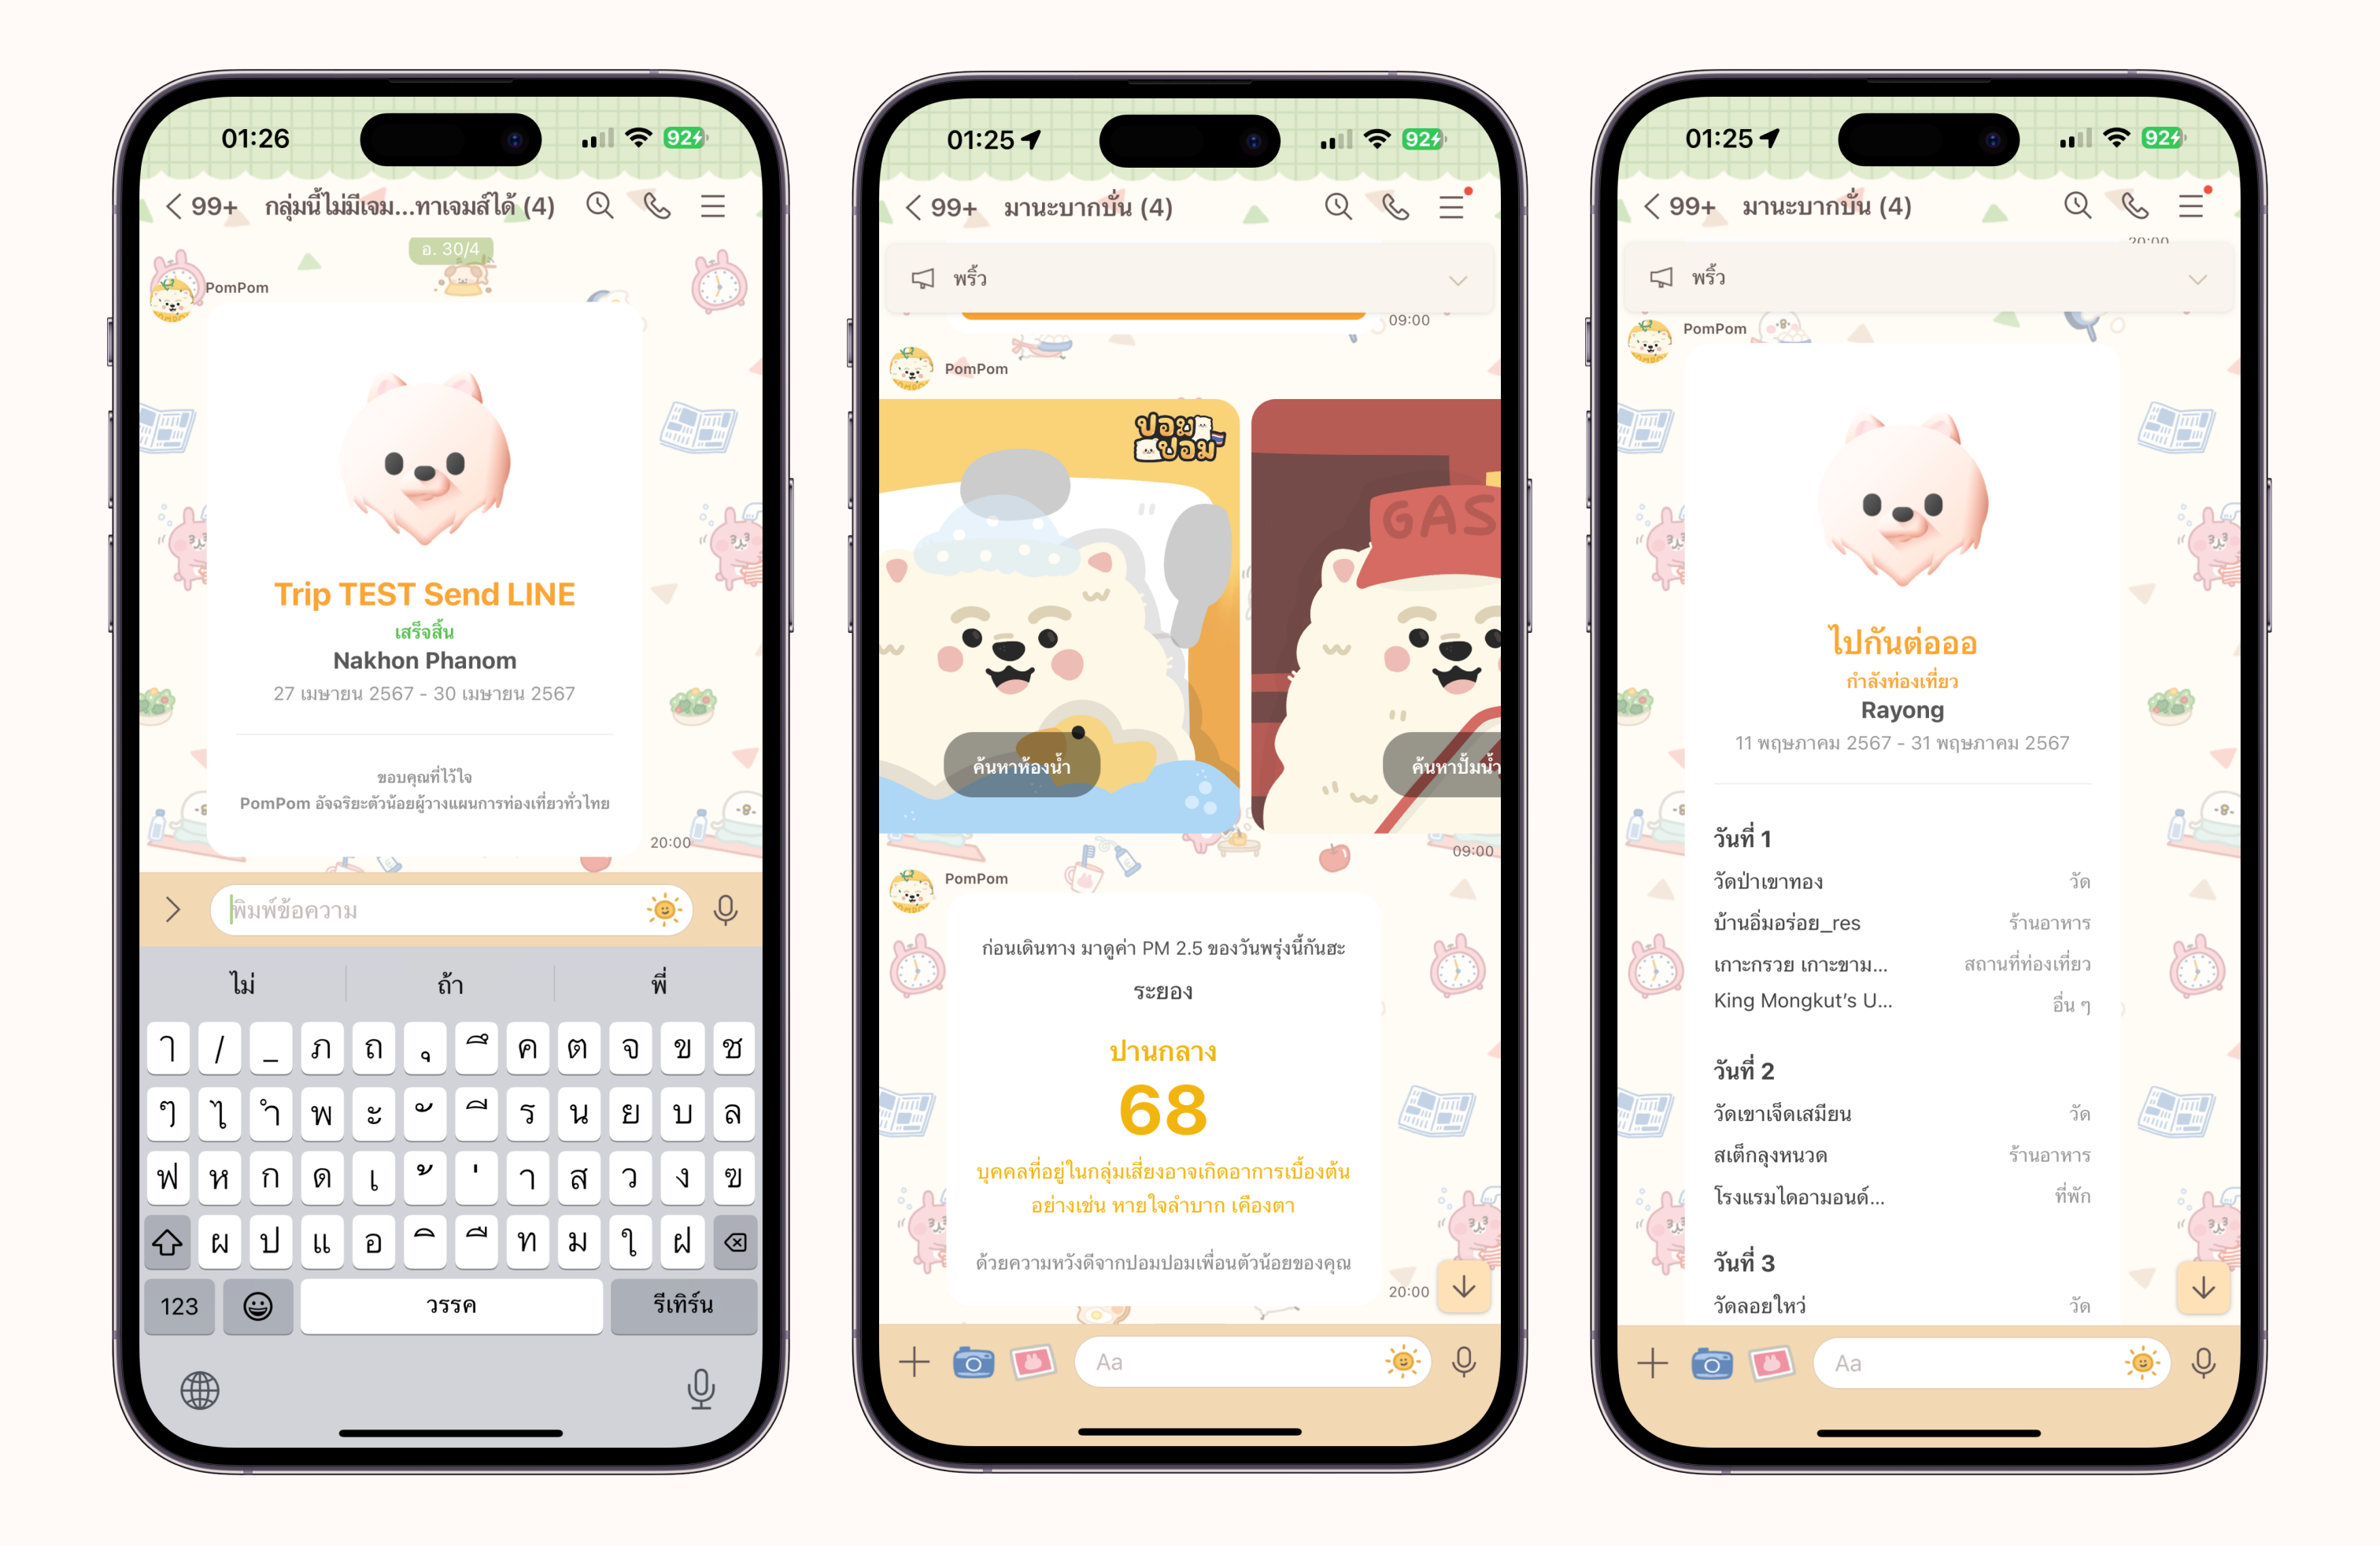 01:26
92
99+ กลุ่มนี้ไม่มีเจม...ทาเจมส์ได้ (4)
อ. 30/4
PomPom
Trip TEST Send LINE
เสร็จสิ้น
Nakhon Phanom
27 เมษายน 2567 - 30 เมษายน 2567
ขอบคุณที่ไว้ใจ
PomPom อัจฉริยะตัวน้อยผู้วางแผนการท่องเที่ยวทั่วไทย
20:00
พิมพ์ข้อความ
ไม่ ถ้า พี่
ๅ / _ ภ ถ ุ ึ ค ต จ ข ช
ๆ ไ ำ พ ะ ั ี ร น ย บ ล
ฟ ห ก ด เ ้ ่ า ส ว ง ฃ
ผ ป แ อ ิ ื ท ม ใ ฝ
123 วรรค รีเทิร์น
01:25
92
99+ มานะบากบั่น (4)
พริ้ว
09:00
PomPom
ปอม
ปอม
GAS
ค้นหาห้องน้ำ
ค้นหาปั้มน้ำ
09:00
PomPom
ก่อนเดินทาง มาดูค่า PM 2.5 ของวันพรุ่งนี้กันฮะ
ระยอง
ปานกลาง
68
บุคคลที่อยู่ในกลุ่มเสี่ยงอาจเกิดอาการเบื้องต้น
อย่างเช่น หายใจลำบาก เคืองตา
ด้วยความหวังดีจากปอมปอมเพื่อนตัวน้อยของคุณ
20:00
Aa
01:25
92
99+ มานะบากบั่น (4)
20:00
พริ้ว
PomPom
ไปกันต่อออ
กำลังท่องเที่ยว
Rayong
11 พฤษภาคม 2567 - 31 พฤษภาคม 2567
วันที่ 1
วัดป่าเขาทอง วัด
บ้านอิ่มอร่อย_res ร้านอาหาร
เกาะกรวย เกาะขาม... สถานที่ท่องเที่ยว
King Mongkut's U... อื่น ๆ
วันที่ 2
วัดเขาเจ็ดเสมียน วัด
สเต็กลุงหนวด ร้านอาหาร
โรงแรมไดอามอนด์... ที่พัก
วันที่ 3
วัดลอยไหว่ วัด
Aa